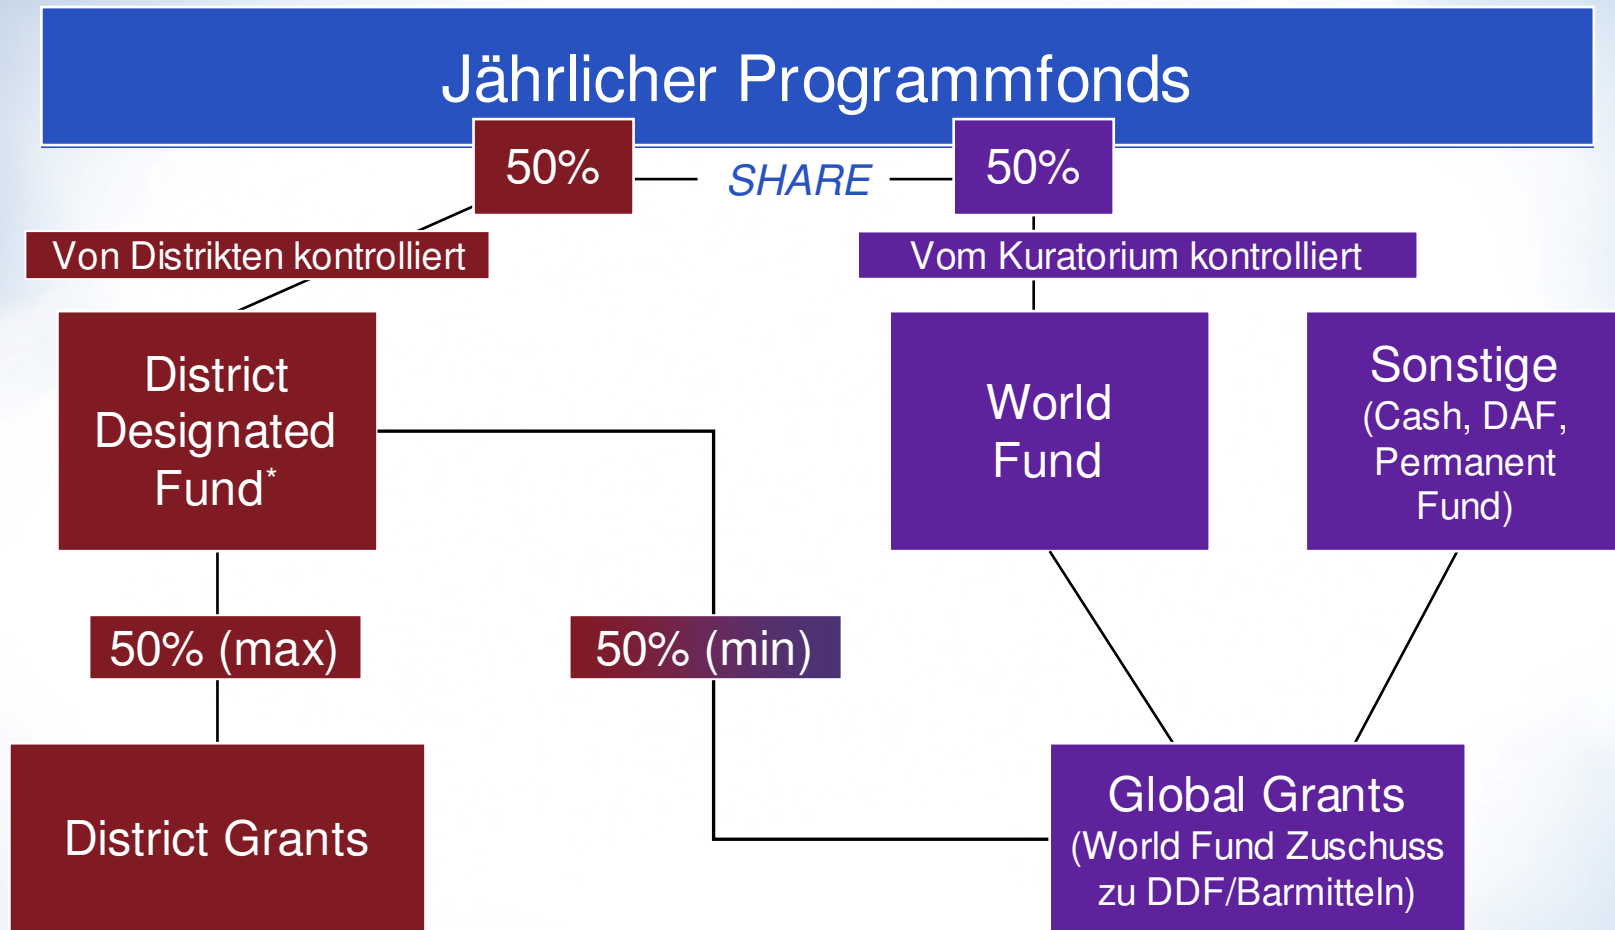 Jährlicher Programmfonds
50%
SHARE
50%
Von Distrikten kontrolliert
Vom Kuratorium kontrolliert
District
Designated
Fund*
World
Fund
Sonstige
(Cash, DAF,
Permanent
Fund)
50% (max)
50% (min)
District Grants
Global Grants
(World Fund Zuschuss
zu DDF/Barmitteln)